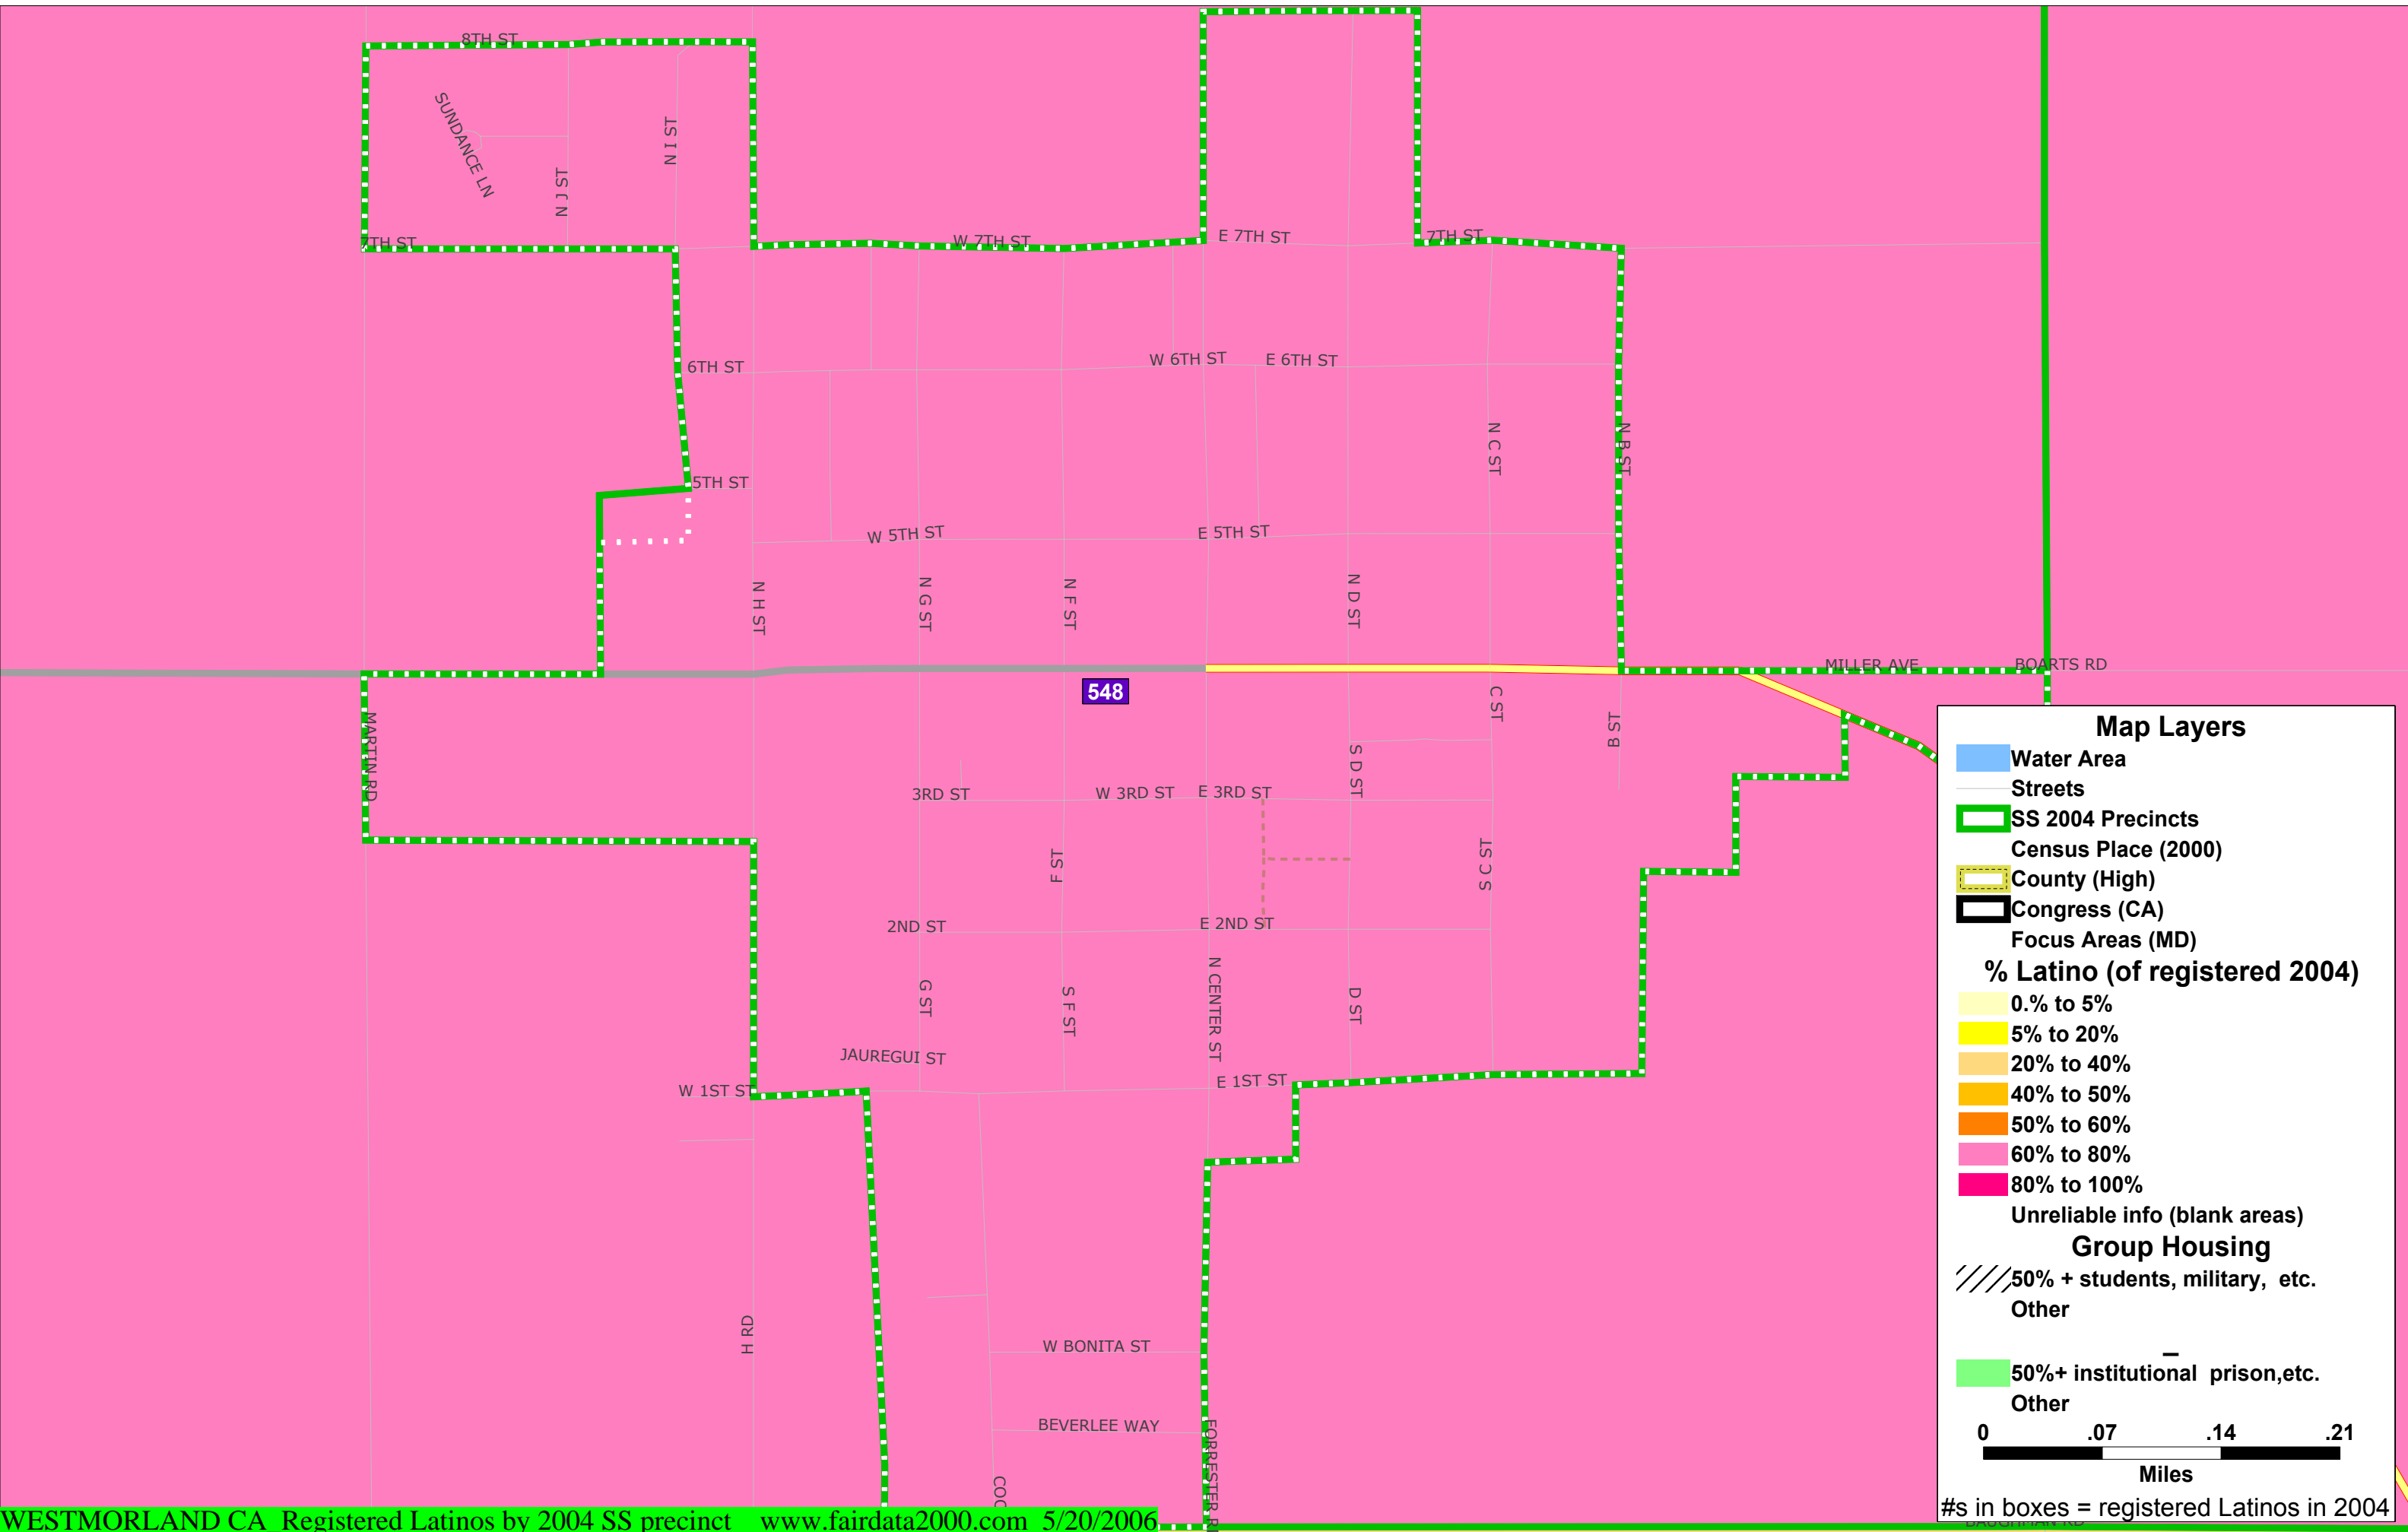 8TH ST
SUNDANCE LN
N J ST
N I ST
7TH ST
W 7TH ST
E 7TH ST
7TH ST
6TH ST
W 6TH ST
E 6TH ST
N C ST
N B ST
5TH ST
W 5TH ST
E 5TH ST
N H ST
N G ST
N F ST
N D ST
548
MILLER AVE
BOARTS RD
MARTIN RD
C ST
B ST
S D ST
3RD ST
W 3RD ST
E 3RD ST
F ST
S C ST
2ND ST
E 2ND ST
G ST
S F ST
N CENTER ST
D ST
JAUREGUI ST
W 1ST ST
E 1ST ST
H RD
W BONITA ST
BEVERLEE WAY
FORRESTER
Map Layers
Water Area
Streets
SS 2004 Precincts
Census Place (2000)
County (High)
Congress (CA)
Focus Areas (MD)
% Latino (of registered 2004)
0.% to 5%
5% to 20%
20% to 40%
40% to 50%
50% to 60%
60% to 80%
80% to 100%
Unreliable info (blank areas)
Group Housing
50% + students, military, etc.
Other
50%+ institutional prison,etc.
Other
0 .07 .14 .21
Miles
#s in boxes = registered Latinos in 2004
BAUGHMAN RD
WESTMORLAND CA Registered Latinos by 2004 SS precinct www.fairdata2000.com 5/20/2006